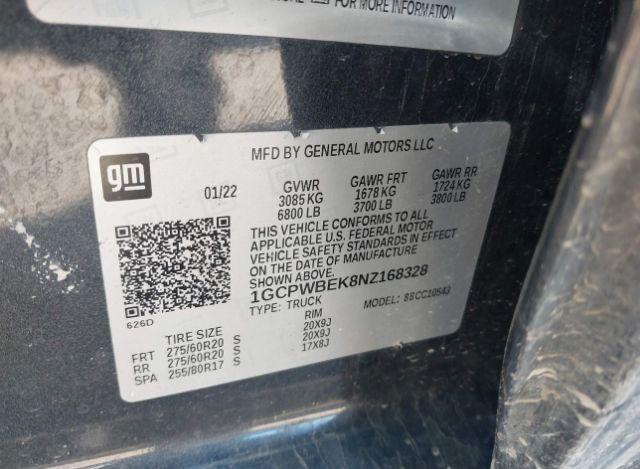 FOR MORE INFORMATION
MFD BY GENERAL MOTORS LLC
gm
01/22
GVWR GAWR FRT GAWR RR
3085 KG 1678 KG 1724 KG
6800 LB 3700 LB 3800 LB
THIS VEHICLE CONFORMS TO ALL
APPLICABLE U.S. FEDERAL MOTOR
VEHICLE SAFETY STANDARDS IN EFFECT
ON THE DATE OF MANUFACTURE
SHOWN ABOVE.
1GCPWBEK8NZ168328
TYPE: TRUCK MODEL: 8SCC10543
626D
TIRE SIZE RIM
FRT 275/60R20 S 20X9J
RR 275/60R20 S 20X9J
SPA 255/80R17 S 17X8J